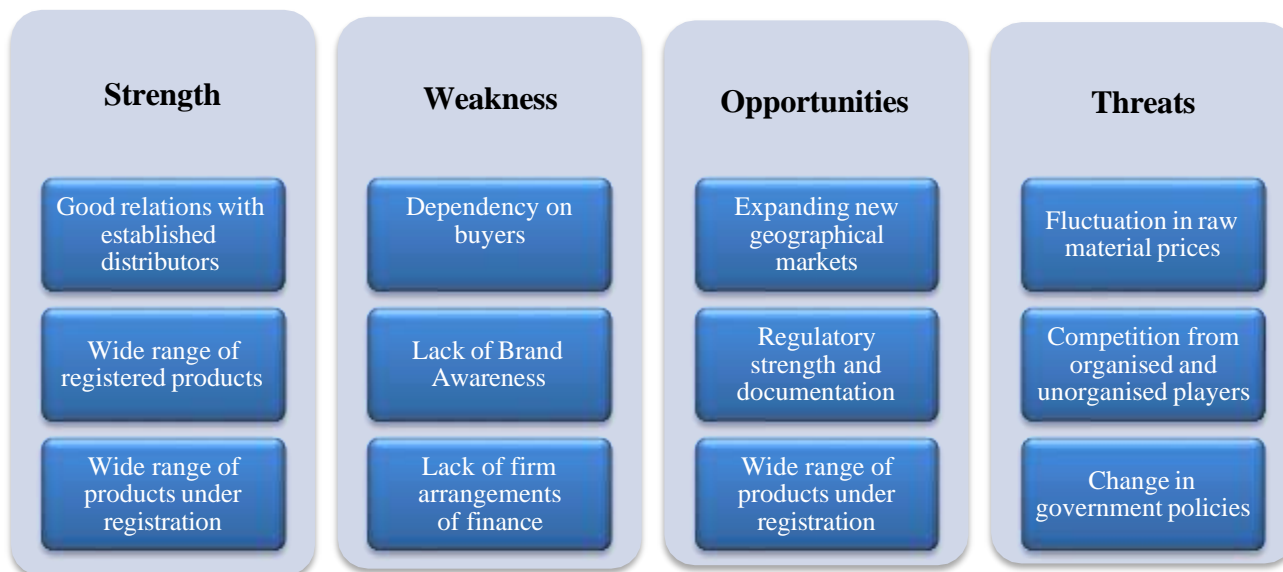 Strength
Good relations with
established
distributors
Wide range of
registered products
Wide range of
products under
registration
Weakness
Dependency on
buyers
Lack of Brand
Awareness
Lack of firm
arrangements
of finance
Opportunities
Expanding new
geographical
markets
Regulatory
strength and
documentation
Wide range of
products under
registration
Threats
Fluctuation in raw
material prices
Competition from
organised and
unorganised players
Change in
government policies